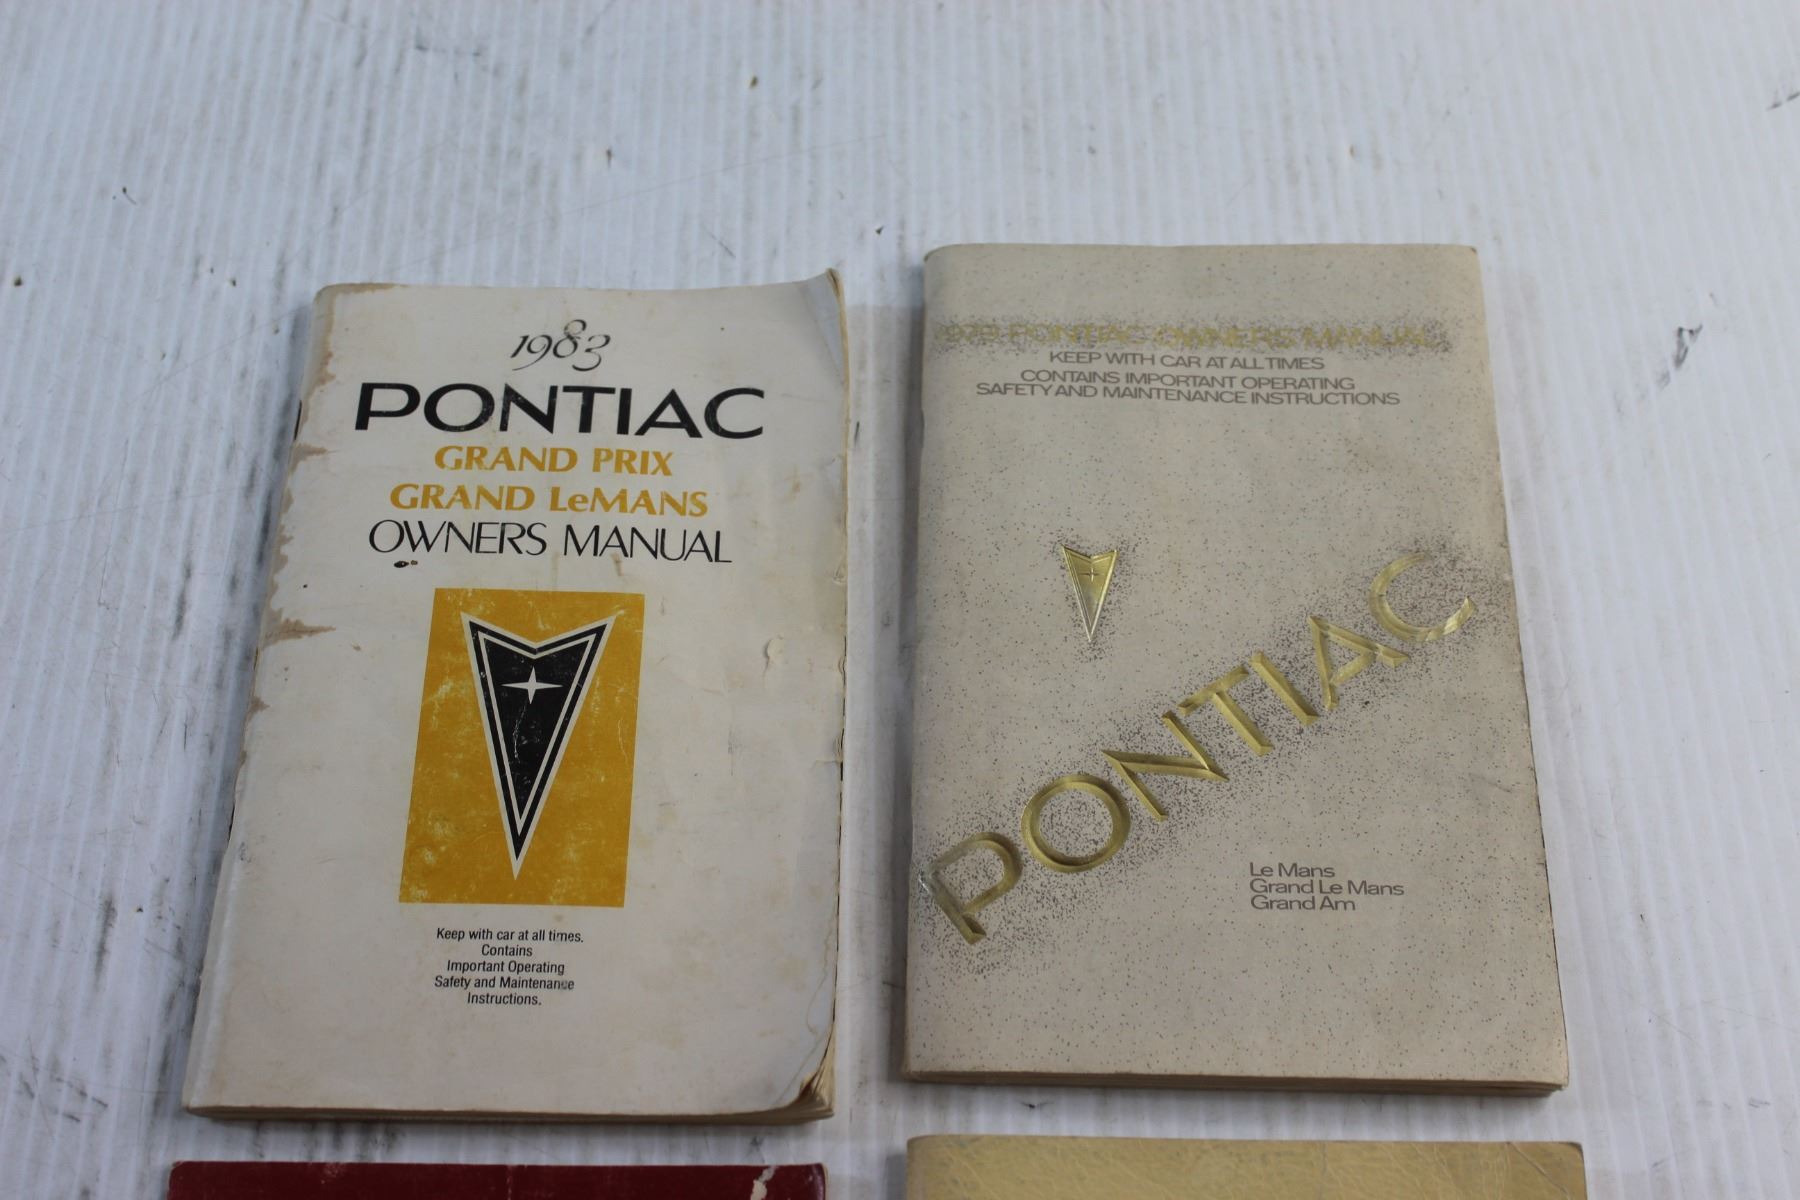 1983
PONTIAC
GRAND PRIX
GRAND LeMANS
OWNERS MANUAL
Keep with car at all times.
Contains
Important Operating
Safety and Maintenance
Instructions.
PONTIAC OWNERS MANUAL
KEEP WITH CAR AT ALL TIMES
CONTAINS IMPORTANT OPERATING
SAFETY AND MAINTENANCE INSTRUCTIONS
PONTIAC
Le Mans
Grand Le Mans
Grand Am